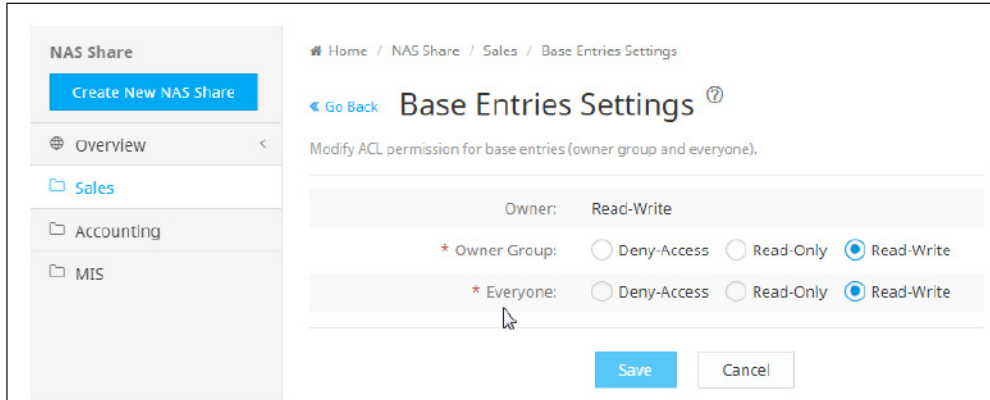 NAS Share
Create New NAS Share
Overview
Sales
Accounting
MIS
Home / NAS Share / Sales / Base Entries Settings
« Go Back Base Entries Settings ?
Modify ACL permission for base entries (owner group and everyone).
Owner: Read-Write
* Owner Group: Deny-Access Read-Only Read-Write
* Everyone: Deny-Access Read-Only Read-Write
Save Cancel